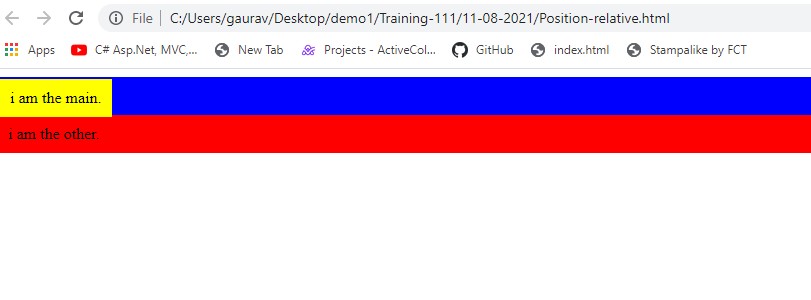 File C:/Users/gaurav/Desktop/demo1/Training-111/11-08-2021/Position-relative.html
Apps C# Asp.Net, MVC,... New Tab Projects - ActiveCol... GitHub index.html Stampalike by FCT
i am the main.
i am the other.